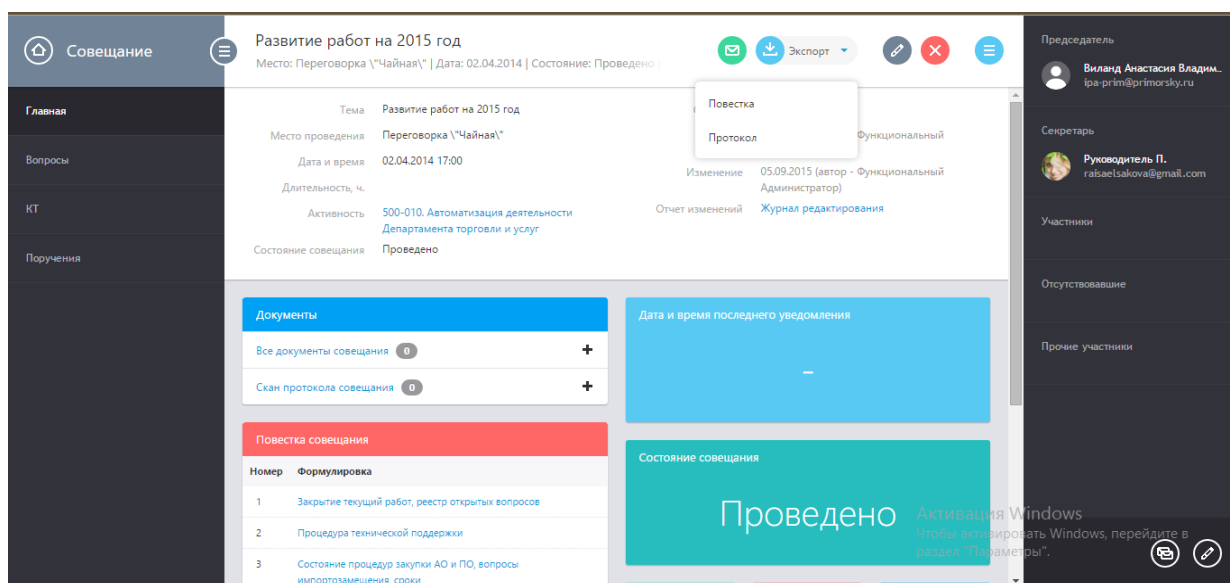 Совещание
Главная
Вопросы
КТ
Поручения
Развитие работ на 2015 год
Место: Переговорка \"Чайная\" | Дата: 02.04.2014 | Состояние: Проведено
Экспорт
Повестка
Протокол
Тема Развитие работ на 2015 год
Место проведения Переговорка \"Чайная\"
Дата и время 02.04.2014 17:00
Длительность, ч.
Активность 500-010. Автоматизация деятельности
Департамента торговли и услуг
Состояние совещания Проведено
Функциональный
Изменение 05.09.2015 (автор - Функциональный
Администратор)
Отчет изменений Журнал редактирования
Документы
Все документы совещания 0
Скан протокола совещания 0
Повестка совещания
Номер Формулировка
1 Закрытие текущий работ, реестр открытых вопросов
2 Процедура технической поддержки
3 Состояние процедур закупки АО и ПО, вопросы
импортозамещения, сроки
Дата и время последнего уведомления
–
Состояние совещания
Проведено
Председатель
Виланд Анастасия Владим...
ipa-prim@primorsky.ru
Секретарь
Руководитель П.
raisaelsakova@gmail.com
Участники
Отсутствовавшие
Прочие участники
Активация Windows
Чтобы активировать Windows, перейдите в
раздел "Параметры".